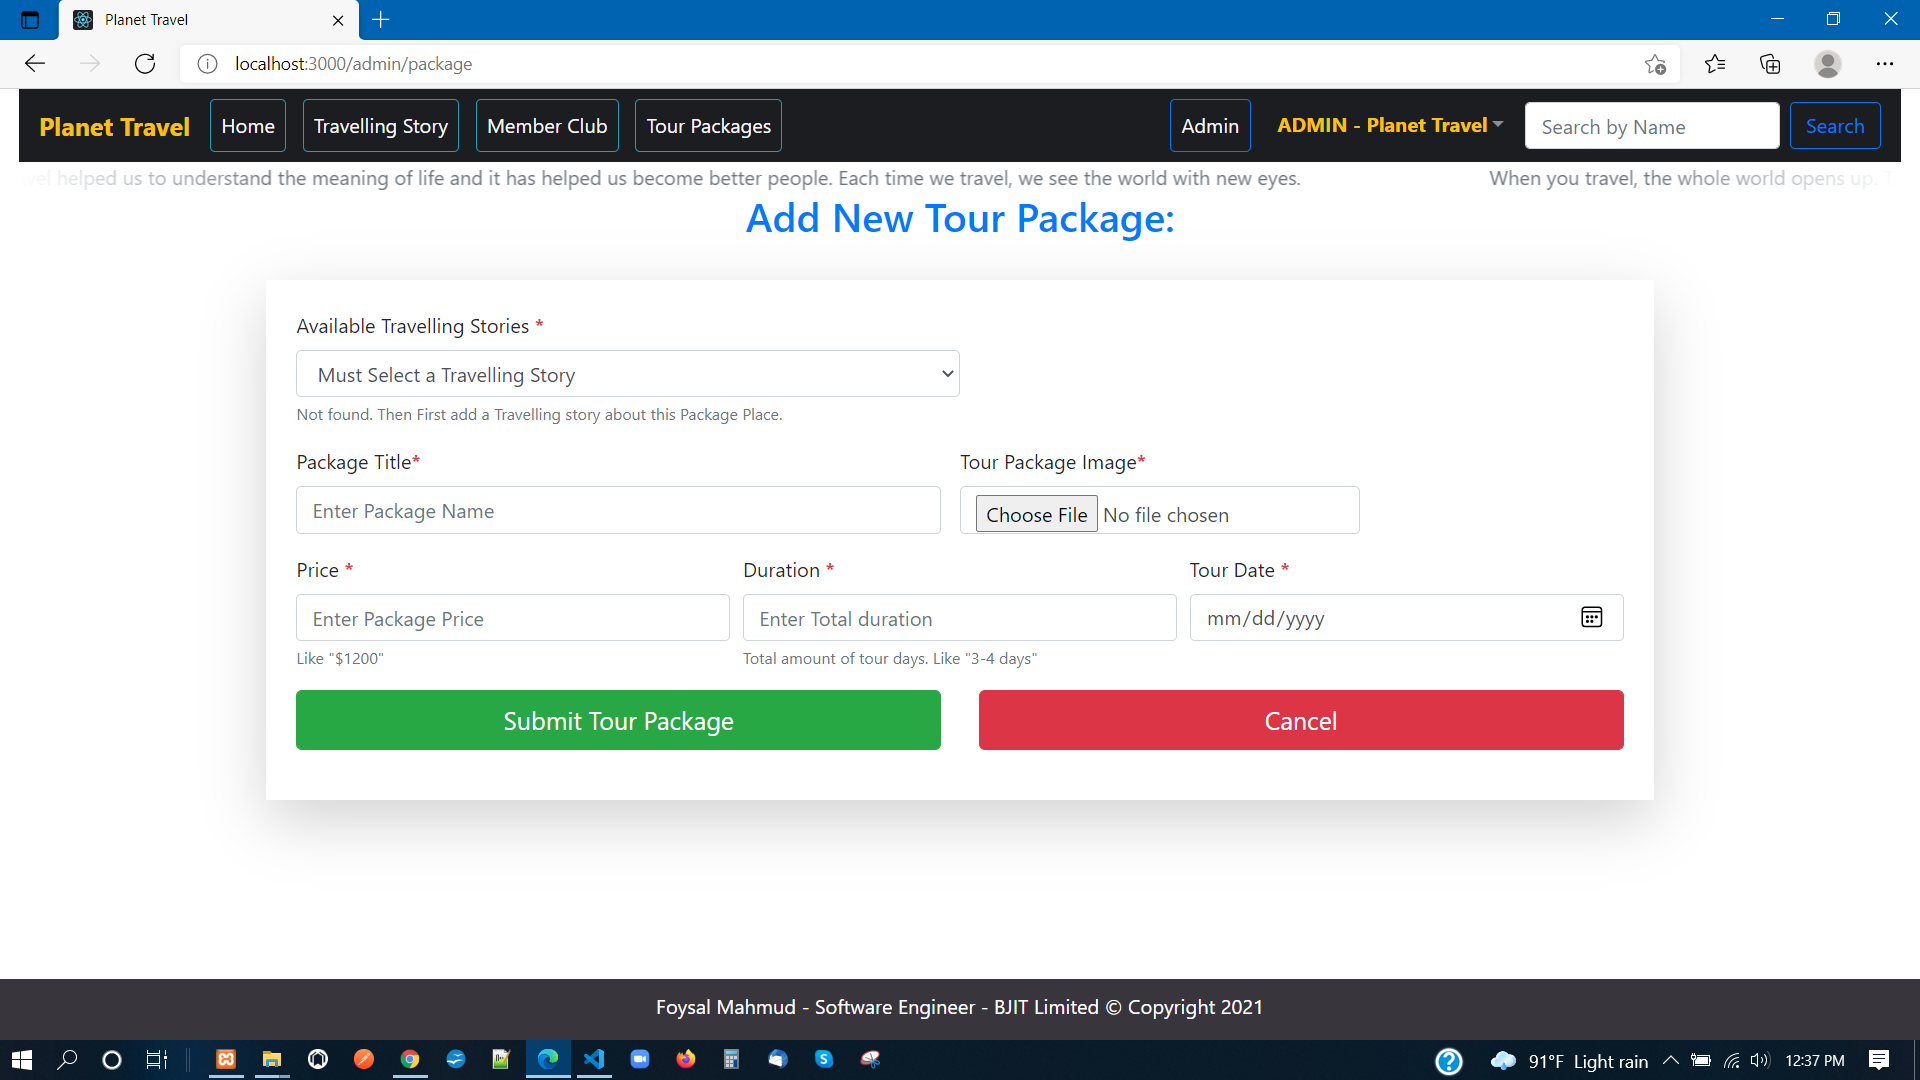 Planet Travel
localhost:3000/admin/package
Planet Travel Home Travelling Story Member Club Tour Packages Admin ADMIN - Planet Travel Search by Name Search
helped us to understand the meaning of life and it has helped us become better people. Each time we travel, we see the world with new eyes. When you travel, the whole world opens up.
Add New Tour Package:
Available Travelling Stories *
Must Select a Travelling Story
Not found. Then First add a Travelling story about this Package Place.
Package Title* Tour Package Image*
Enter Package Name Choose File No file chosen
Price * Duration * Tour Date *
Enter Package Price Enter Total duration mm/dd/yyyy
Like "$1200" Total amount of tour days. Like "3-4 days"
Submit Tour Package Cancel
Foysal Mahmud - Software Engineer - BJIT Limited © Copyright 2021
91°F Light rain 12:37 PM